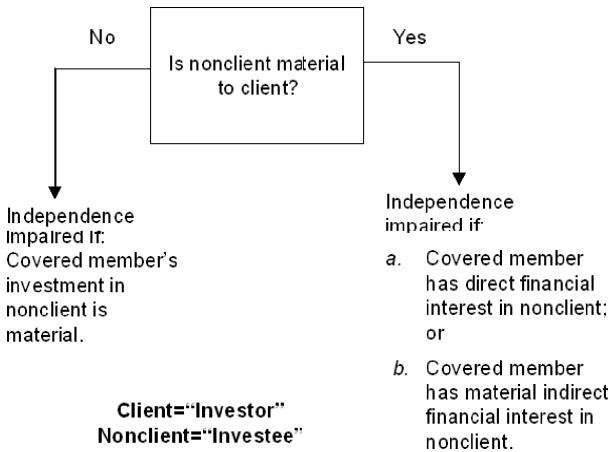 No
Yes
Is nonclient material
to client?
Independence
impaired if:
Covered member's
investment in
nonclient is
material.
Independence
impaired if:
a. Covered member
has direct financial
interest in nonclient;
or
b. Covered member
has material indirect
financial interest in
nonclient.
Client=“Investor”
Nonclient=“Investee”